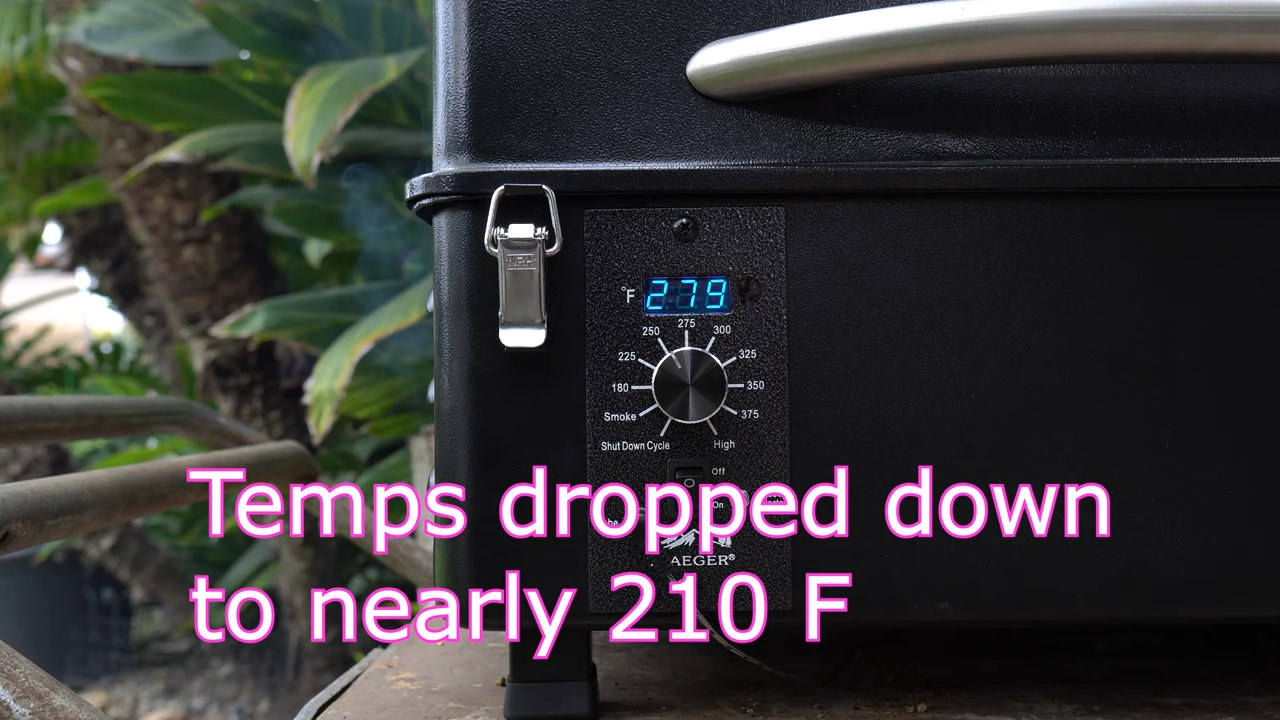 °F 279
275
250 300
225 325
180 350
Smoke 375
Shut Down Cycle High
Off
On
Temps dropped down
AEGER®
to nearly 210 F